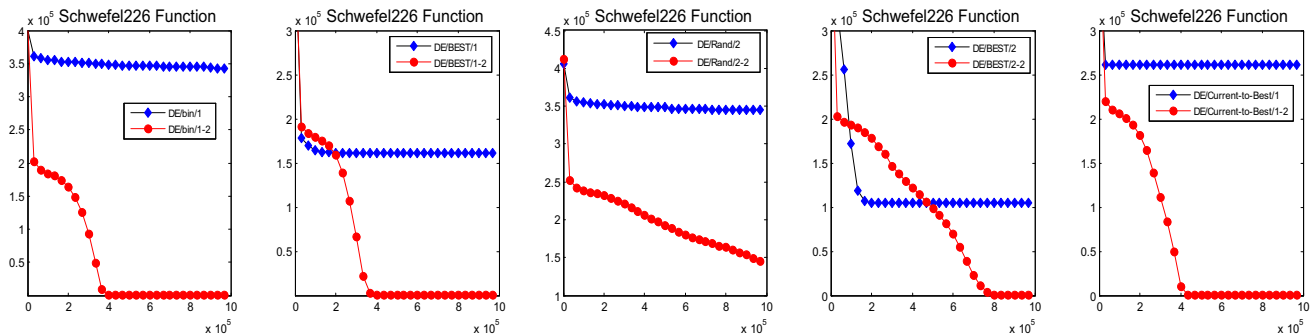 Schwefel226 Function
x 10^5
4
3.5
3
2.5
2
1.5
1
0.5
DE/bin/1
DE/bin/1-2
0 2 4 6 8 10
x 10^5
Schwefel226 Function
x 10^5
3
2.5
2
1.5
1
0.5
DE/BEST/1
DE/BEST/1-2
0 2 4 6 8 10
x 10^5
Schwefel226 Function
x 10^5
4.5
4
3.5
3
2.5
2
1.5
1
DE/Rand/2
DE/Rand/2-2
0 2 4 6 8 10
x 10^5
Schwefel226 Function
x 10^5
3
2.5
2
1.5
1
0.5
1
DE/BEST/2
DE/BEST/2-2
0 2 4 6 8 10
x 10^5
Schwefel226 Function
x 10^5
3
2.5
2
1.5
1
0.5
DE/Current-to-Best/1
DE/Current-to-Best/1-2
0 2 4 6 8 10
x 10^5